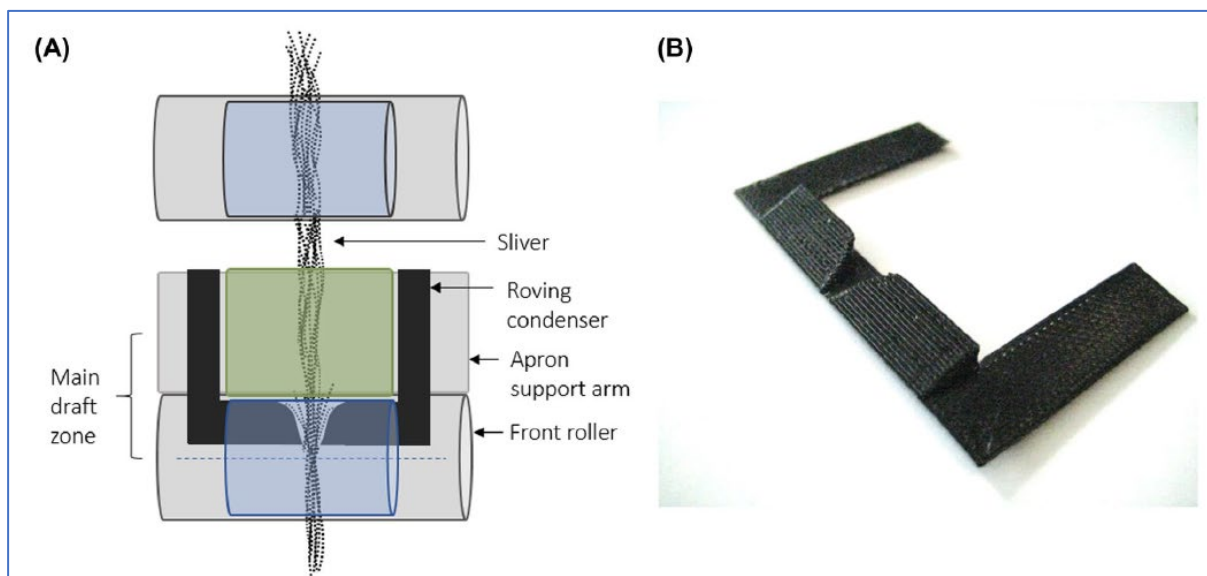 (A)
(B)
Sliver
Roving
condenser
Apron
support arm
Main
draft
zone
Front roller